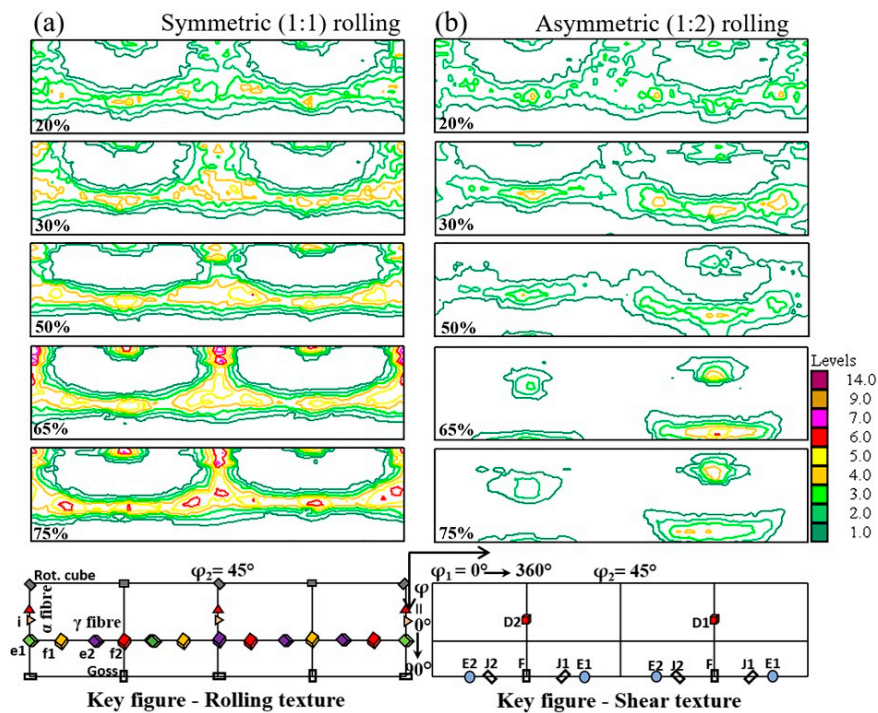 (a) Symmetric (1:1) rolling
(b) Asymmetric (1:2) rolling
20%
20%
30%
30%
50%
50%
65%
65%
75%
75%
Levels
14.0
9.0
7.0
6.0
5.0
4.0
3.0
2.0
1.0
Rot. cube
φ₂= 45°
φ
φ₁ = 0° → 360°
φ₂= 45°
i
α fibre
γ fibre
II
0°
D2
D1
e1
f1
e2
f2
Goss
90°
E2
J2
F
J1
E1
E2
J2
F
J1
E1
Key figure - Rolling texture
Key figure - Shear texture